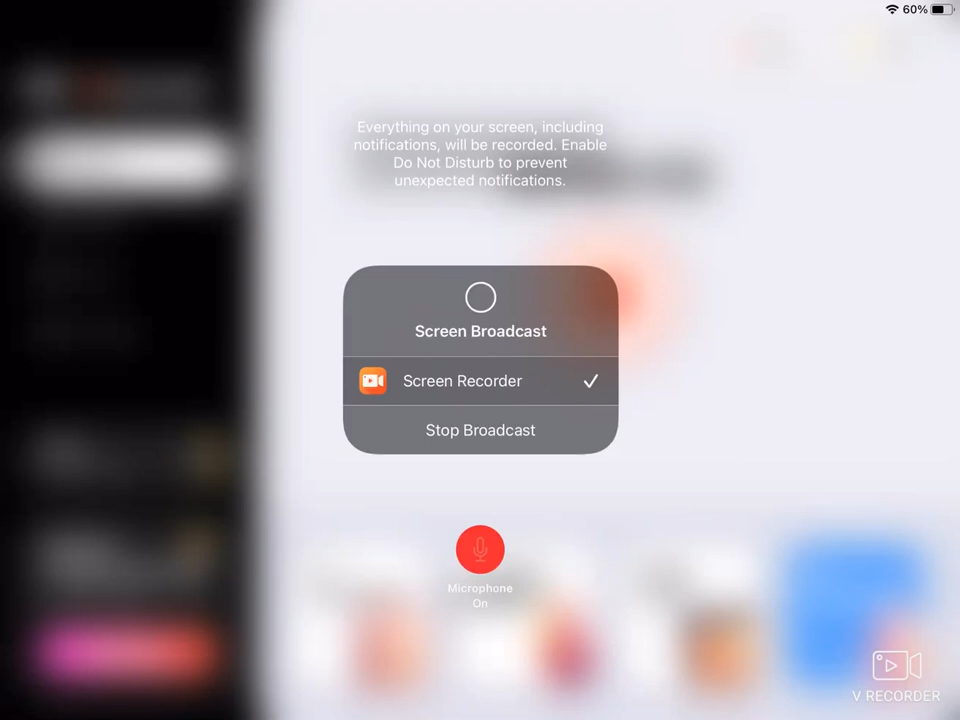 60%
Everything on your screen, including
notifications, will be recorded. Enable
Do Not Disturb to prevent
unexpected notifications.
Screen Broadcast
Screen Recorder
Stop Broadcast
Microphone
On
V RECORDER